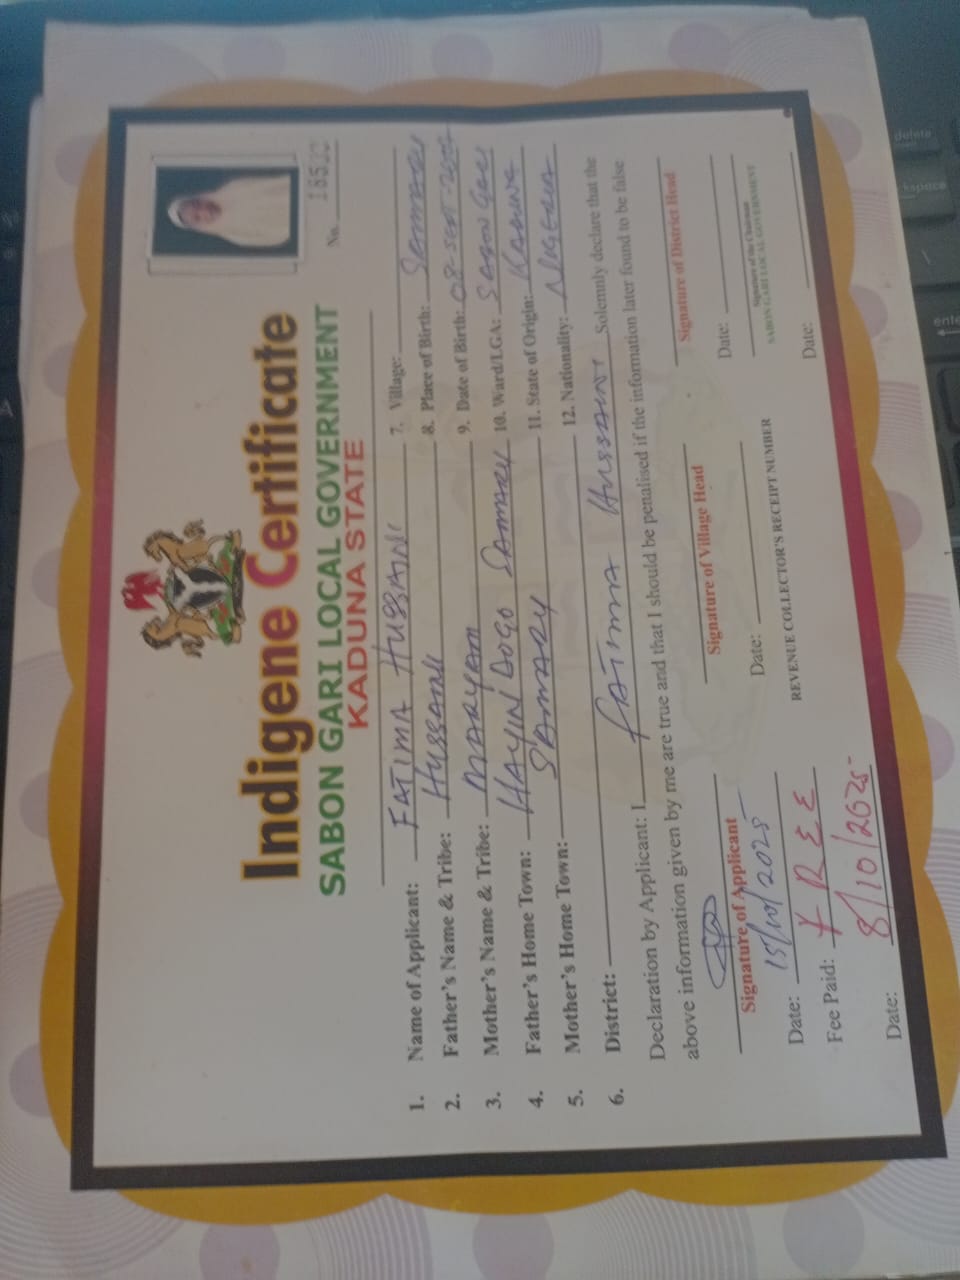 Indigene Certificate
SABON GARI LOCAL GOVERNMENT
KADUNA STATE
No. 18522
1. Name of Applicant: FATIMA HUSSAINI
2. Father's Name & Tribe: HUSSAINI
3. Mother's Name & Tribe: MARYAM
4. Father's Home Town: HAYIN DOGO SAMARU
5. Mother's Home Town: SAMARU
6. District:
7. Village:
8. Place of Birth: SAMARU
9. Date of Birth: 08-SEPT-
10. Ward/LGA: SABON GARI
11. State of Origin: KADUNA
12. Nationality: NIGERIA
Declaration by Applicant: I FATIMA HUSSAINI Solemnly declare that the
above information given by me are true and that I should be penalised if the information later found to be false
Signature of Applicant
Date: 15/10/2025
Signature of Village Head
Date:
Signature of District Head
Date:
Fee Paid: FREE
Date: 8/10/2025
REVENUE COLLECTOR'S RECEIPT NUMBER
Signature of the Chairman
SABON GARI LOCAL GOVERNMENT
Date:
delete